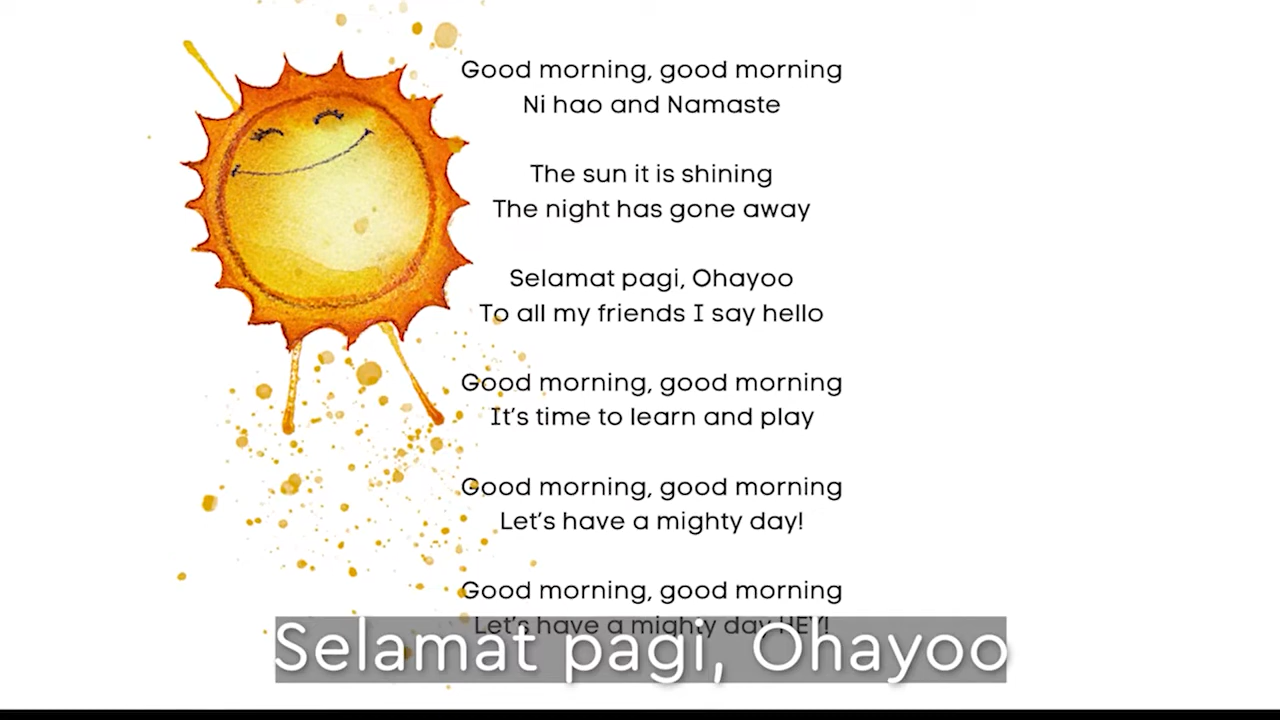 Good morning, good morning
Ni hao and Namaste
The sun it is shining
The night has gone away
Selamat pagi, Ohayoo
To all my friends I say hello
Good morning, good morning
It's time to learn and play
Good morning, good morning
Let's have a mighty day!
Good morning, good morning
Let's have a mighty day HEY!
Selamat pagi, Ohayoo